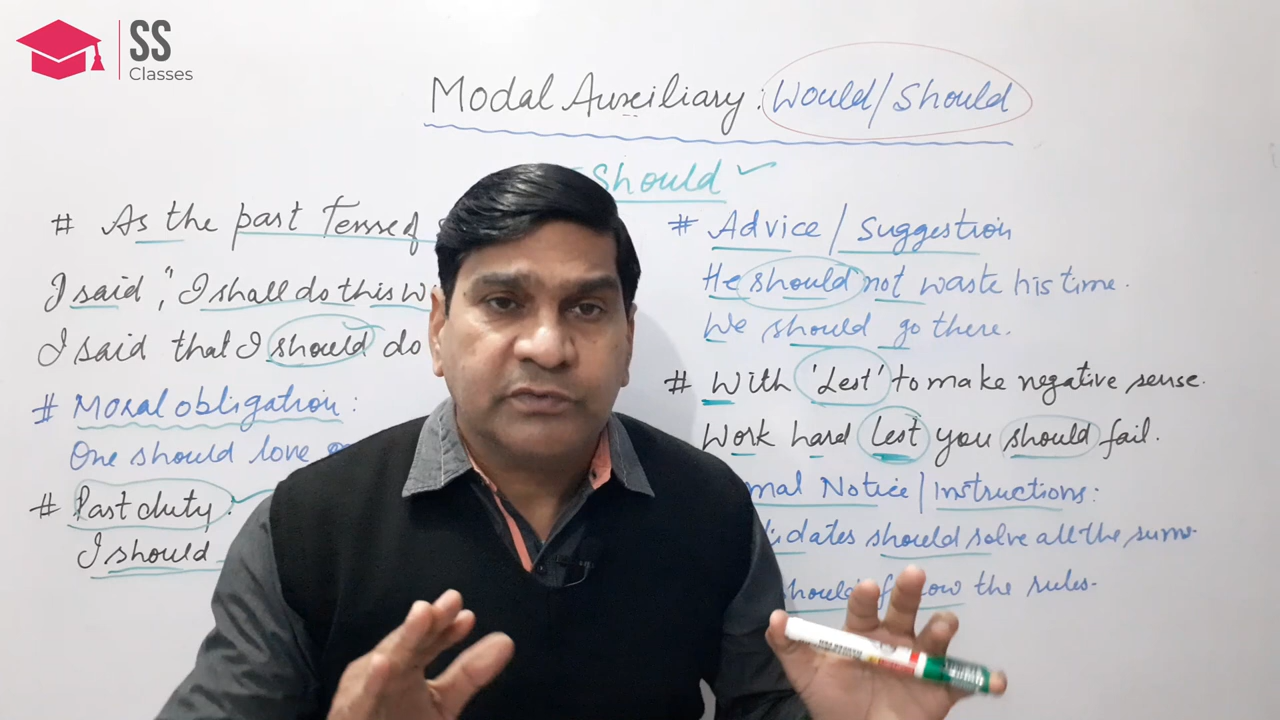 SS
Classes
Modal Auxiliary: Would/Should
Should
# As the past Tense of
I said, "I shall do this
I said that I should do
# Moral obligation:
One should love
# Past duty:
I should
# Advice / Suggestion
He should not waste his time.
We should go there.
# With 'Lest' to make negative sense.
Work hard lest you should fail.
Notice / Instructions:
should solve all the sums.
should the rules.